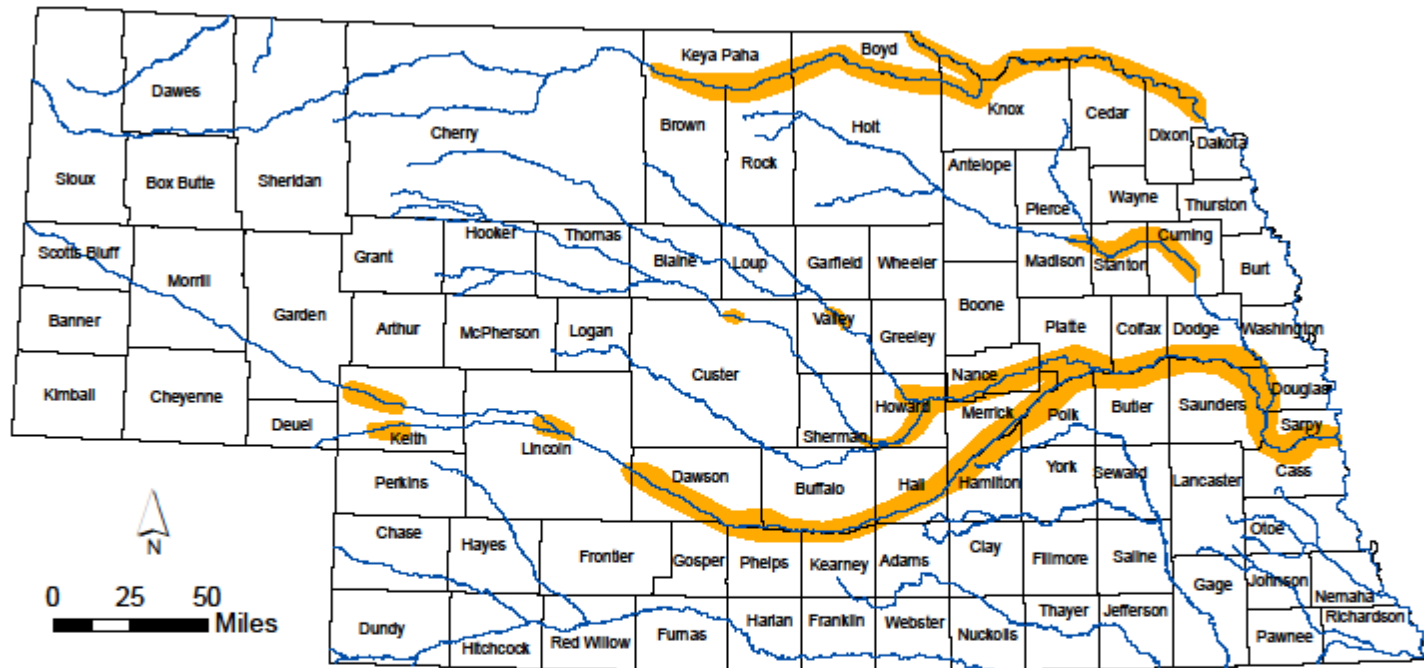 Keya Paha
Boyd
Dawes
Knox
Cedar
Cherry
Brown
Holt
Dixon
Dakota
Rock
Antelope
Sioux
Box Butte
Sheridan
Wayne
Pierce
Thurston
Hooker
Thomas
Cuming
Scotts Bluff
Grant
Blaine
Loup
Garfield
Wheeler
Madison
Stanton
Burt
Morrill
Garden
Boone
Banner
Arthur
McPherson
Logan
Valley
Greeley
Platte
Colfax
Dodge
Washington
Custer
Nance
Kimball
Cheyenne
Howard
Merrick
Polk
Butler
Saunders
Douglas
Deuel
Keith
Lincoln
Sherman
Sarpy
Perkins
Dawson
Buffalo
Hall
Hamilton
York
Seward
Lancaster
Cass
Chase
Hayes
Frontier
Gosper
Phelps
Kearney
Adams
Clay
Fillmore
Saline
Otoe
Gage
Johnson
Nemaha
Dundy
Hitchcock
Red Willow
Furnas
Harlan
Franklin
Webster
Nuckolls
Thayer
Jefferson
Pawnee
Richardson
N
0 25 50
Miles